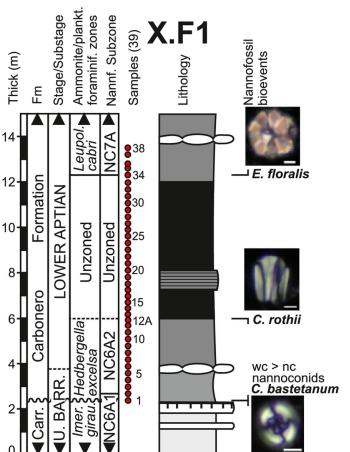 X.F1
Thick (m)
Fm
Stage/Substage
Ammonite/plankt.
foraminif. zones
Nannf. Subzone
Samples (39)
Lithology
Nannofossil
bioevents
14
12
10
8
6
4
2
0
Carbonero Formation
Carr.
LOWER APTIAN
U. BARR.
Leupol.
cabri
Unzoned
Hedbergella
excelsa
Imer.
girau.
NC7A
Unzoned
NC6A2
NC6A1
38
34
30
25
20
15
12A
10
5
1
E. floralis
C. rothii
wc > nc
nannoconids
C. bastetanum